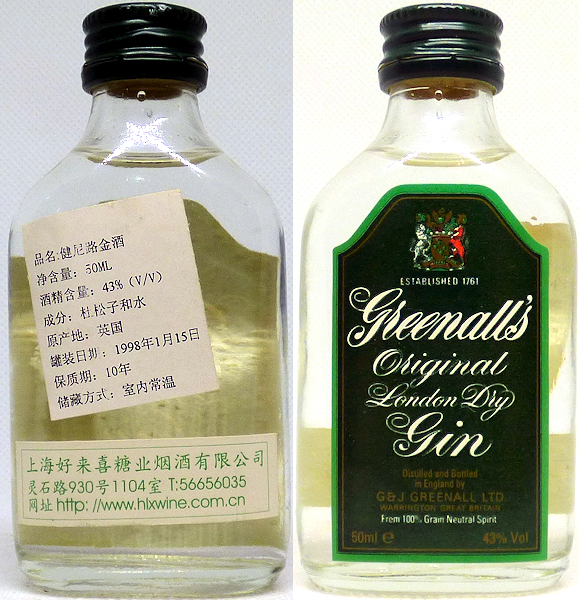 品名:健尼路金酒
净含量: 50ML
酒精含量: 43% (V/V)
成分: 杜松子和水
原产地: 英国
罐装日期: 1998年1月15日
保质期: 10年
储藏方式: 室内常温
上海好来喜糖业烟酒有限公司
灵石路930号1104室 T:56656035
网址 http: //www.hlxwine.com.cn
ESTABLISHED 1761
Greenall's
Original
London Dry
Gin
Distilled and Bottled
in England by
G&J GREENALL LTD.
WARRINGTON GREAT BRITAIN
From 100% Grain Neutral Spirit
50ml e 43% Vol